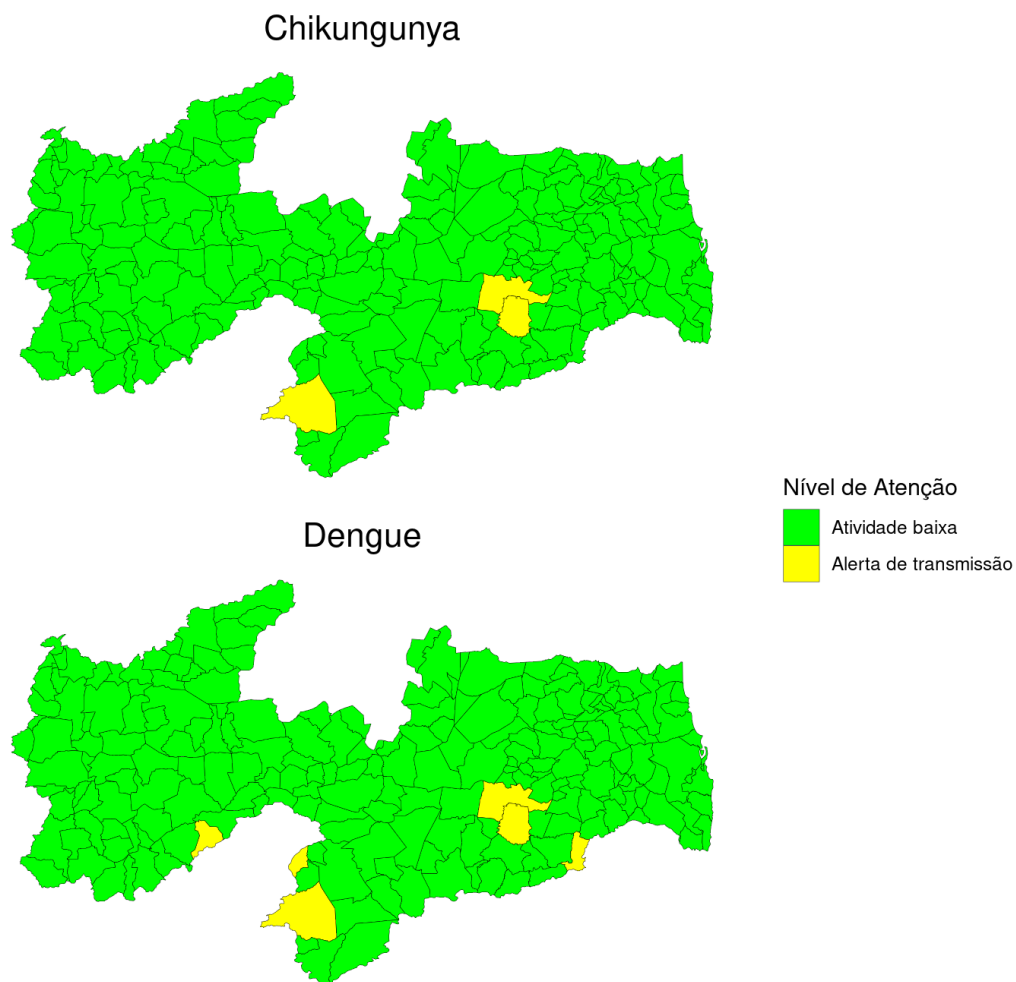 Chikungunya
Nível de Atenção
Atividade baixa
Alerta de transmissão
Dengue